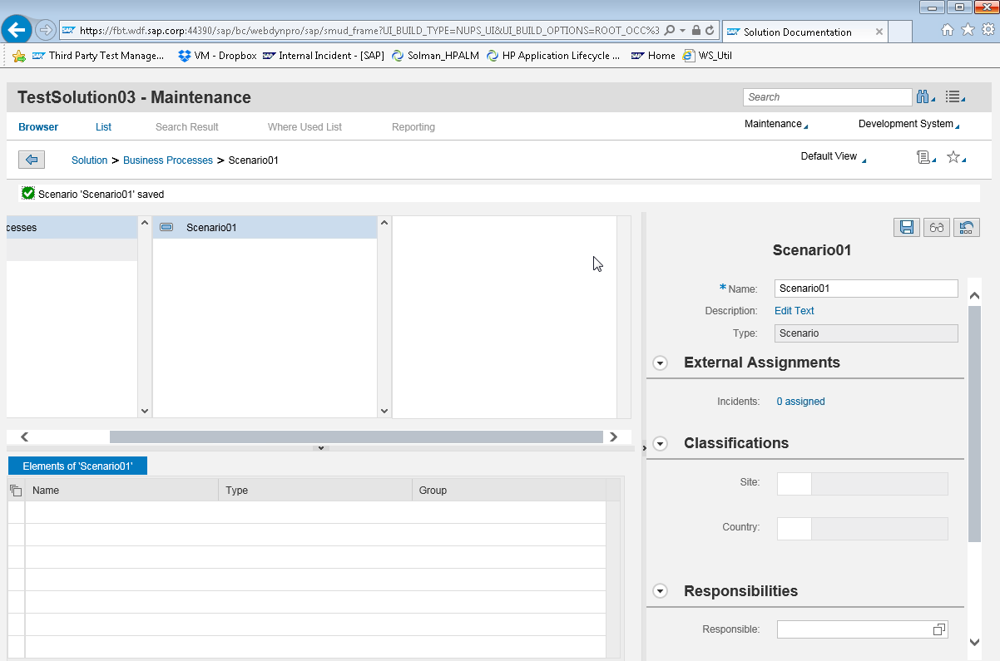 https://fbt.wdf.sap.corp:44390/sap/bc/webdynpro/sap/smud_frame?UI_BUILD_TYPE=NUPS_UI&UI_BUILD_OPTIONS=ROOT_OCC%3
Solution Documentation
Third Party Test Manage...
VM - Dropbox
Internal Incident - [SAP]
Solman_HPALM
HP Application Lifecycle ...
Home
WS_Util
TestSolution03 - Maintenance
Search
Browser
List
Search Result
Where Used List
Reporting
Maintenance
Development System
Solution > Business Processes > Scenario01
Default View
Scenario 'Scenario01' saved
cesses
Scenario01
Scenario01
* Name:
Scenario01
Description:
Edit Text
Type:
Scenario
External Assignments
Incidents:
0 assigned
Classifications
Site:
Country:
Responsibilities
Responsible:
Elements of 'Scenario01'
Name
Type
Group